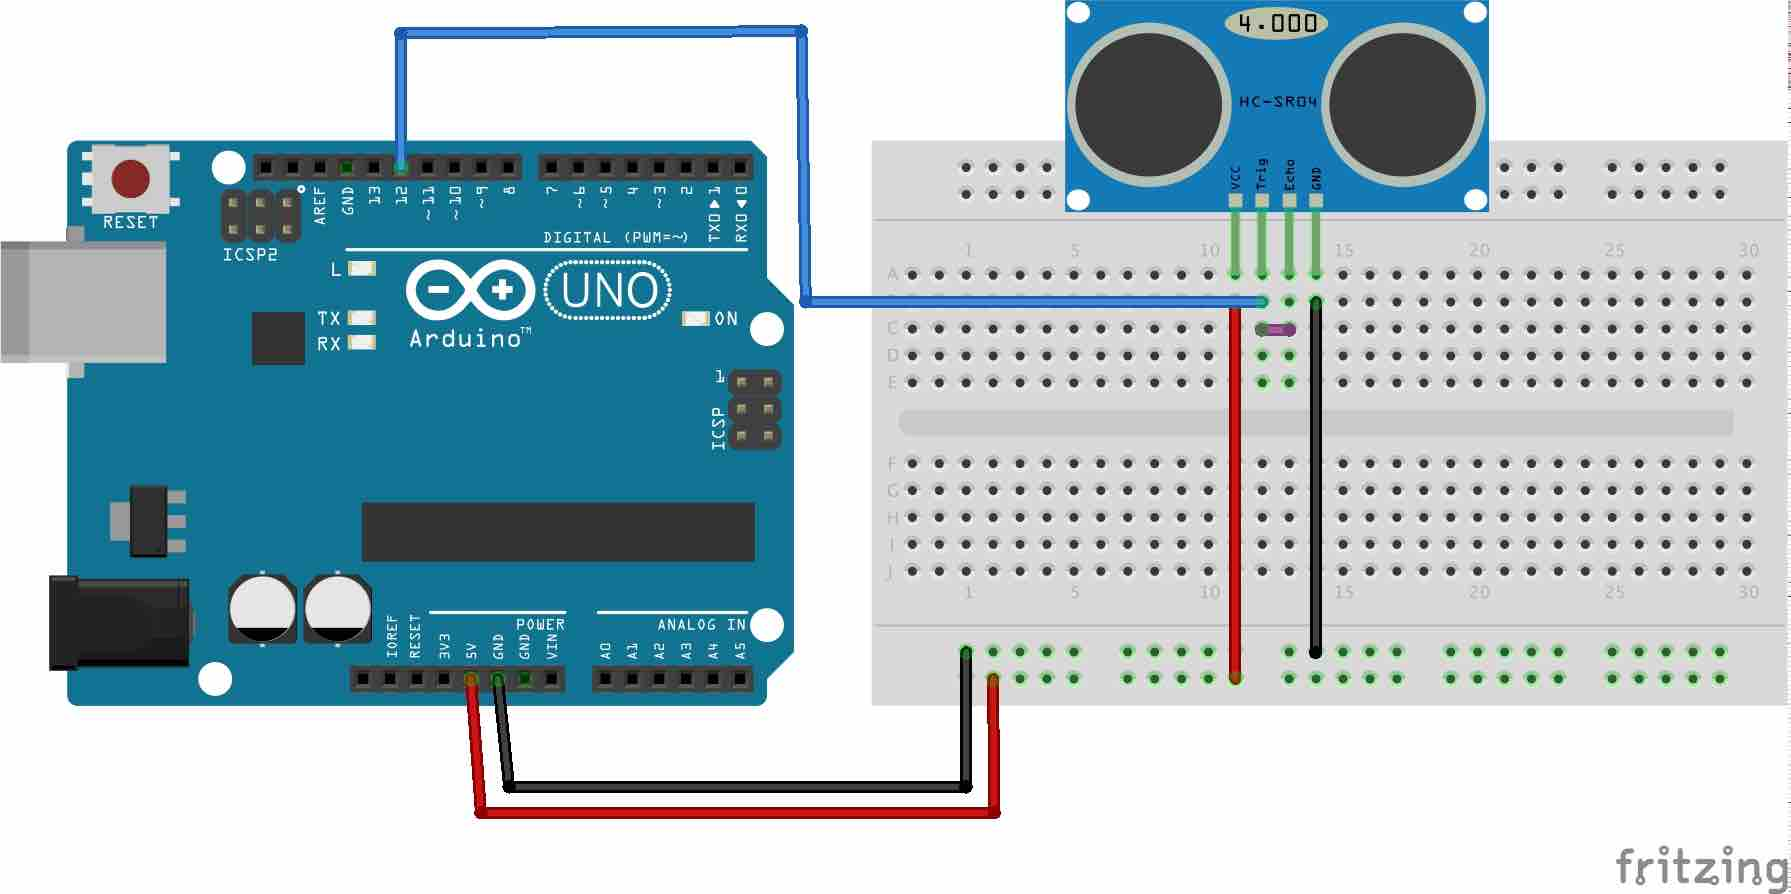 4.000
HC-SR04
VCC
Trig
Echo
GND
RESET
ICSP2
AREF
GND
13
12
~11
~10
~9
8
7
~6
~5
4
~3
2
TX0▶1
RX0◀0
DIGITAL (PWM=~)
L
TX
RX
UNO
Arduino™
ON
1
ICSP
IOREF
RESET
3V3
5V
GND
GND
VIN
POWER
A0
A1
A2
A3
A4
A5
ANALOG IN
1 5 10 15 20 25 30
A
C
D
E
F
G
H
I
J
1 5 10 15 20 25 30
fritzing